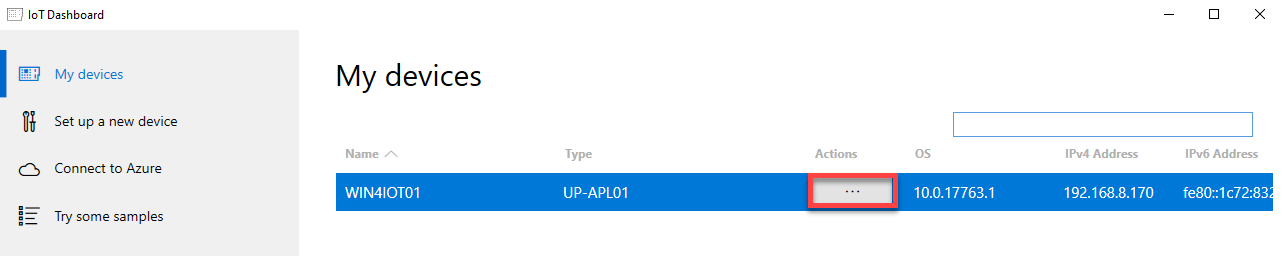 IoT Dashboard
My devices
Set up a new device
Connect to Azure
Try some samples
My devices
Name Type Actions OS IPv4 Address IPv6 Address
WIN4IOT01 UP-APL01 ... 10.0.17763.1 192.168.8.170 fe80::1c72:832